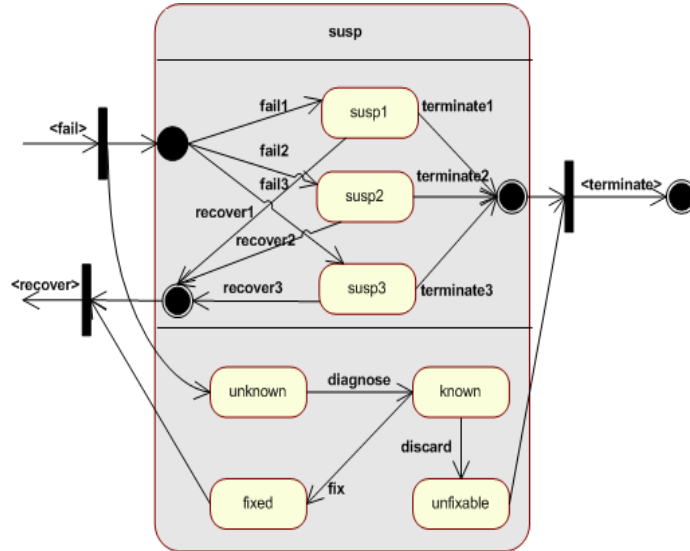 susp
fail1
susp1
terminate1
<fail>
fail2
fail3
susp2
terminate2
<terminate>
recover1
recover2
<recover>
recover3
susp3
terminate3
unknown
diagnose
known
discard
fixed
fix
unfixable